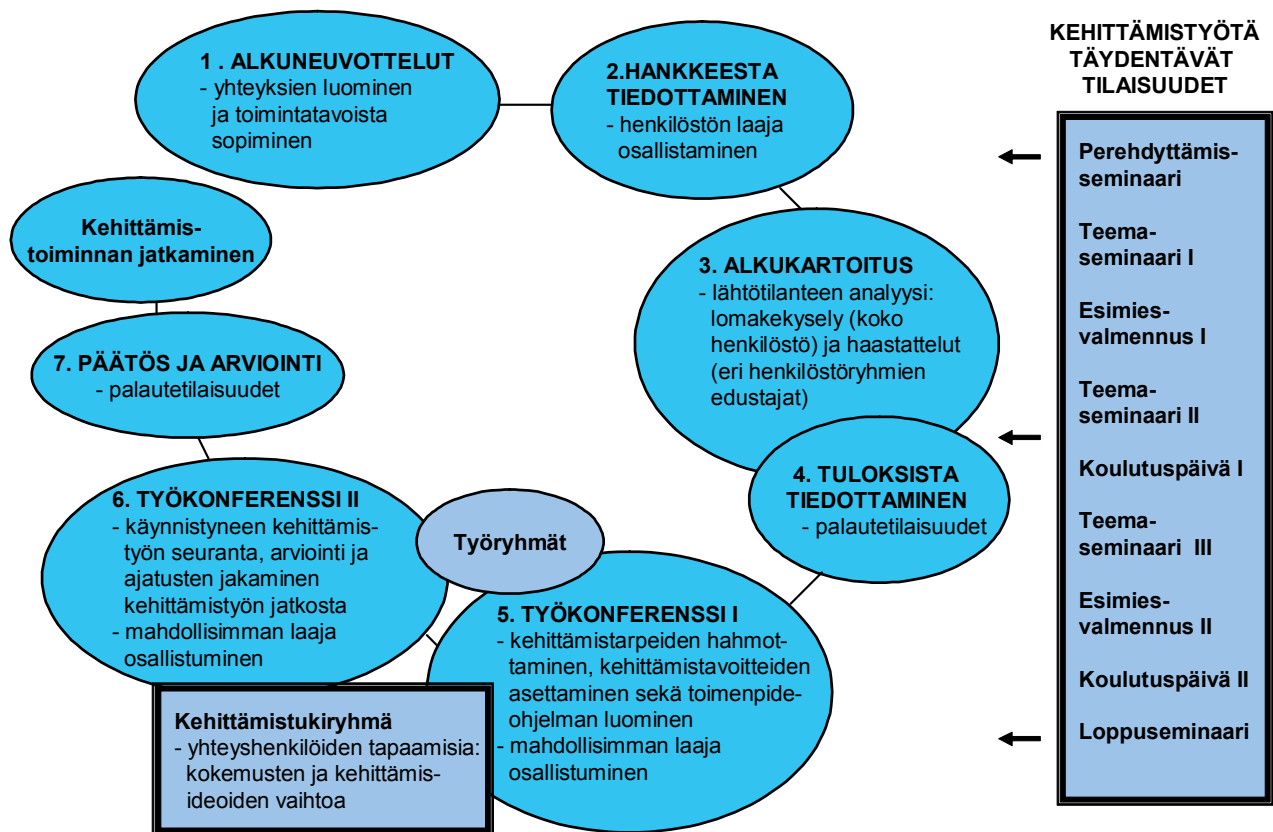 1 . ALKUNEUVOTTELUT
- yhteyksien luominen
ja toimintatavoista
sopiminen
2.HANKKEESTA
TIEDOTTAMINEN
- henkilöstön laaja
osallistaminen
3. ALKUKARTOITUS
- lähtötilanteen analyysi:
lomakekysely (koko
henkilöstö) ja haastattelut
(eri henkilöstöryhmien
edustajat)
4. TULOKSISTA
TIEDOTTAMINEN
- palautetilaisuudet
5. TYÖKONFERENSSI I
- kehittämistarpeiden hahmot-
taminen, kehittämistavoitteiden
asettaminen sekä toimenpide-
ohjelman luominen
- mahdollisimman laaja
osallistuminen
Työryhmät
6. TYÖKONFERENSSI II
- käynnistyneen kehittämis-
työn seuranta, arviointi ja
ajatusten jakaminen
kehittämistyön jatkosta
- mahdollisimman laaja
osallistuminen
Kehittämistukiryhmä
- yhteyshenkilöiden tapaamisia:
kokemusten ja kehittämis-
ideoiden vaihtoa
7. PÄÄTÖS JA ARVIOINTI
- palautetilaisuudet
Kehittämis-
toiminnan jatkaminen
KEHITTÄMISTYÖTÄ
TÄYDENTÄVÄT
TILAISUUDET
Perehdyttämis-
seminaari
Teema-
seminaari I
Esimies-
valmennus I
Teema-
seminaari II
Koulutuspäivä I
Teema-
seminaari III
Esimies-
valmennus II
Koulutuspäivä II
Loppuseminaari